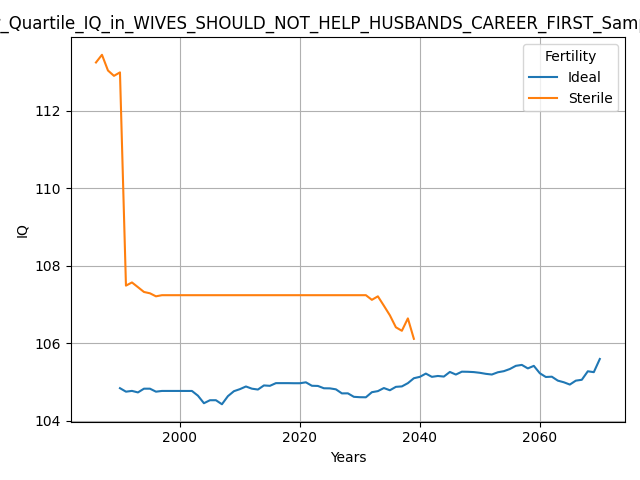 _Quartile_IQ_in_WIVES_SHOULD_NOT_HELP_HUSBANDS_CAREER_FIRST_Sam
Fertility
Ideal
Sterile
112
110
108
106
104
IQ
2000
2020
2040
2060
Years